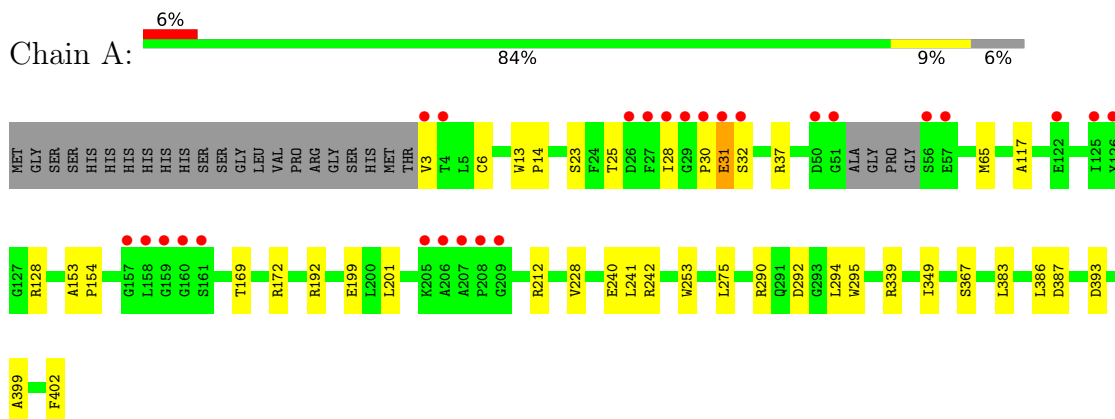 6%
Chain A:
84% 9% 6%
MET GLY SER SER HIS HIS HIS HIS HIS HIS SER SER GLY LEU VAL PRO ARG GLY SER HIS MET THR V3 T4 L5 C6 W13 P14 S23 F24 T25 D26 F27 I28 G29 P30 E31 S32 R37 D50 G51 ALA GLY PRO GLY S56 E57 M65 A117 E122 I125 Y126
G127 R128 A153 P154 G157 L158 G159 G160 S161 T169 R172 R192 E199 L200 L201 K205 A206 A207 P208 G209 R212 V228 E240 L241 R242 W253 L275 R290 Q291 D292 G293 L294 W295 R339 I349 S367 L383 L386 D387 D393
A399 F402